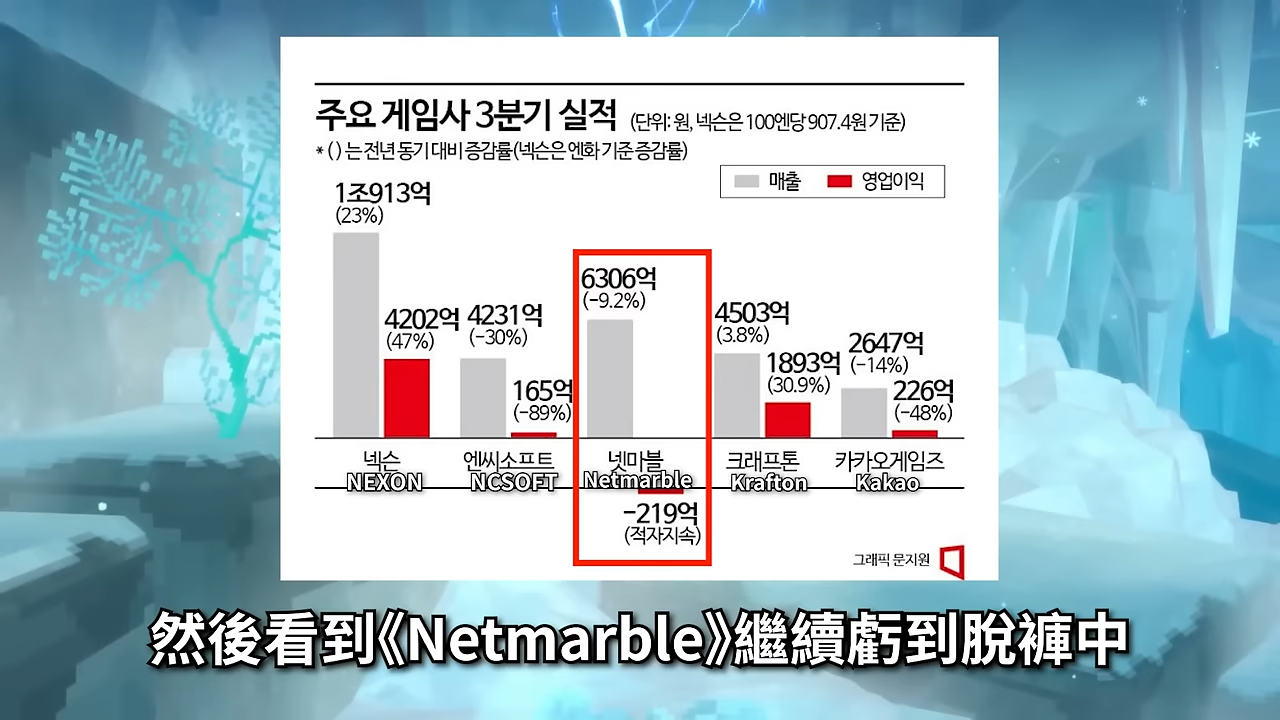 주요 게임사 3분기 실적 (단위: 원, 넥슨은 100엔당 907.4원 기준)
* ( ) 는 전년 동기 대비 증감률(넥슨은 엔화 기준 증감률)
매출 영업이익
1조913억
(23%)
4202억
(47%)
4231억
(-30%)
165억
(-89%)
6306억
(-9.2%)
4503억
(3.8%)
1893억
(30.9%)
2647억
(-14%)
226억
(-48%)
넥슨 엔씨소프트 넷마블 크래프톤 카카오게임즈
NEXON NCSOFT Netmarble Krafton Kakao
-219억
(적자지속)
그래픽 문지원
然後看到《Netmarble》繼續虧到脫褲中